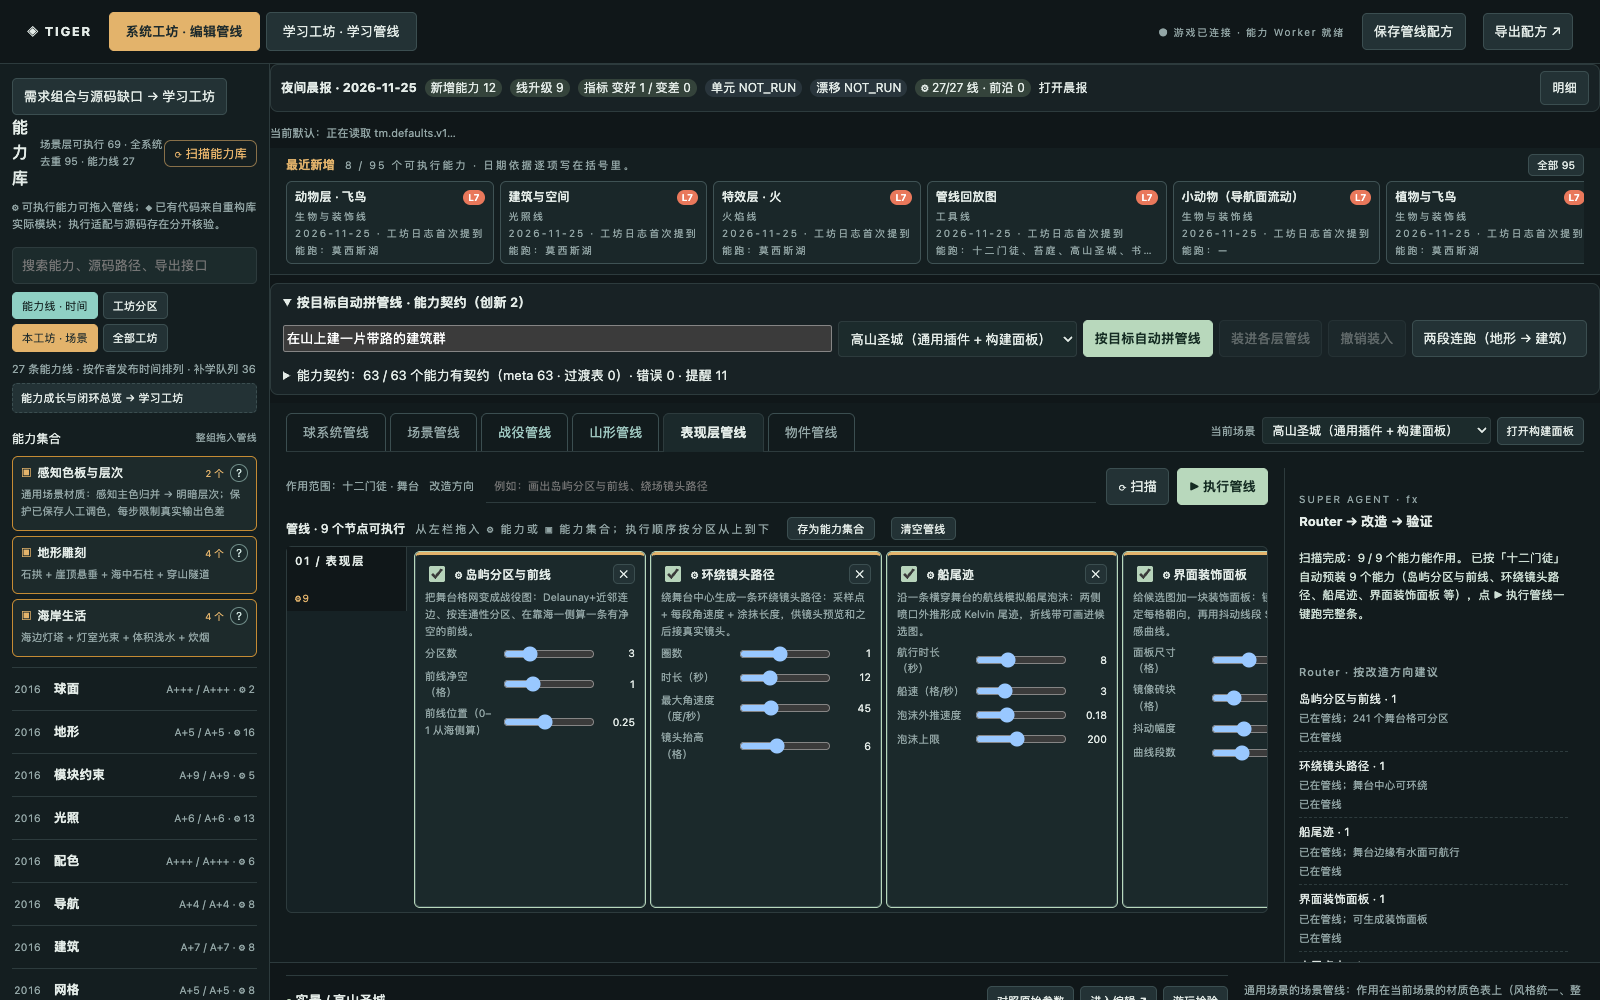 ◈ TIGER
系统工坊 · 编辑管线
学习工坊 · 学习管线
游戏已连接 · 能力 Worker 就绪
保存管线配方
导出配方 ↗
需求组合与源码缺口 → 学习工坊
能力库
场景层可执行 69 · 全系统去重 95 · 能力线 27
⟳ 扫描能力库
⚙ 可执行能力可拖入管线；◆ 已有代码来自重构库
实际模块；执行适配与源码存在分开核验。
搜索能力、源码路径、导出接口
能力线 · 时间
工坊分区
本工坊 · 场景
全部工坊
27 条能力线 · 按作者发布时间排列 · 补学队列 36
能力成长与闭环总览 → 学习工坊
能力集合
整组拖入管线
▣ 感知色板与层次
2 个 ?
通用场景材质：感知主色归并 → 明暗层次；保
护已保存人工调色，每步限制真实输出色差
▣ 地形雕刻
4 个 ?
石拱 + 崖顶悬垂 + 海中石柱 + 穿山隧道
▣ 海岸生活
4 个 ?
海边灯塔 + 灯室光束 + 体积浅水 + 炊烟
2016 球面 A+++ / A+++ · ⚙ 2
2016 地形 A+5 / A+5 · ⚙ 16
2016 模块约束 A+9 / A+9 · ⚙ 5
2016 光照 A+6 / A+6 · ⚙ 13
2016 配色 A+++ / A+++ · ⚙ 6
2016 导航 A+4 / A+4 · ⚙ 8
2016 建筑 A+7 / A+7 · ⚙ 8
2016 网格 A+5 / A+5 · ⚙ 8
夜间晨报 · 2026-11-25
新增能力 12
线升级 9
指标 变好 1 / 变差 0
单元 NOT_RUN
漂移 NOT_RUN
⚙ 27/27 线 · 前沿 0
打开晨报
明细
当前默认：正在读取 tm.defaults.v1…
最近新增
8 / 95 个可执行能力 · 日期依据逐项写在括号里。
全部 95
动物层 · 飞鸟 L7
生物与装饰线
2026-11-25 · 工坊日志首次提到
能跑：莫西斯湖
建筑与空间 L7
光照线
2026-11-25 · 工坊日志首次提到
能跑：莫西斯湖
特效层 · 火 L7
火焰线
2026-11-25 · 工坊日志首次提到
能跑：莫西斯湖
管线回放图 L7
工具线
2026-11-25 · 工坊日志首次提到
能跑：十二门徒、苔庭、高山圣城、书…
小动物（导航面流动） L7
生物与装饰线
2026-11-25 · 工坊日志首次提到
能跑：—
植物与飞鸟 L7
生物与装饰线
2026-11-25 · 工坊日志首次提到
能跑：莫西斯湖
▼ 按目标自动拼管线 · 能力契约（创新 2）
在山上建一片带路的建筑群
高山圣城（通用插件 + 构建面板）
按目标自动拼管线
装进各层管线
撤销装入
两段连跑（地形 → 建筑）
▶ 能力契约：63 / 63 个能力有契约（meta 63 · 过渡表 0）· 错误 0 · 提醒 11
球系统管线
场景管线
战役管线
山形管线
表现层管线
物件管线
当前场景
高山圣城（通用插件 + 构建面板）
打开构建面板
作用范围：十二门徒 · 舞台
改造方向
例如：画出岛屿分区与前线、绕场镜头路径
⟳ 扫描
▶ 执行管线
管线 · 9 个节点可执行
从左栏拖入 ⚙ 能力或 ▣ 能力集合；执行顺序按分区从上到下
存为能力集合
清空管线
01 / 表现层
⚙9
⚙ 岛屿分区与前线 ✕
把舞台格网变成战役图：Delaunay+近邻连
边、按连通性分区、在靠海一侧算一条有净
空的前线。
分区数 3
前线净空（格） 1
前线位置（0–1 从海侧算） 0.25
⚙ 环绕镜头路径 ✕
绕舞台中心生成一条环绕镜头路径：采样点
+ 每段角速度 + 涂抹长度，供镜头预览和之
后接真实镜头。
圈数 1
时长（秒） 12
最大角速度（度/秒） 45
镜头抬高（格） 6
⚙ 船尾迹 ✕
沿一条横穿舞台的航线模拟船尾泡沫：两侧
喷口外推形成 Kelvin 尾迹，折线带可画进候
选图。
航行时长（秒） 8
船速（格/秒） 3
泡沫外推速度 0.18
泡沫上限 200
⚙ 界面装饰面板
给候选图加一块装饰面板：
定每格朝向，再用抖动线段
感曲线。
面板尺寸（格）
镜像砖块（格）
抖动幅度
曲线段数
SUPER AGENT · fx
Router → 改造 → 验证
扫描完成：9 / 9 个能力能作用。已按「十二门徒」
自动预装 9 个能力（岛屿分区与前线、环绕镜头路
径、船尾迹、界面装饰面板 等），点 ▶ 执行管线一
键跑完整条。
Router · 按改造方向建议
岛屿分区与前线 · 1
已在管线；241 个舞台格可分区
已在管线
环绕镜头路径 · 1
已在管线；舞台中心可环绕
已在管线
船尾迹 · 1
已在管线；舞台边缘有水面可航行
已在管线
界面装饰面板 · 1
已在管线；可生成装饰面板
已在管线
实景 / 高山圣城
对照原始参数
进入编辑 ↗
游玩检验
通用场景的场景管线：作用在当前场景的材质色表上（风格统一、整